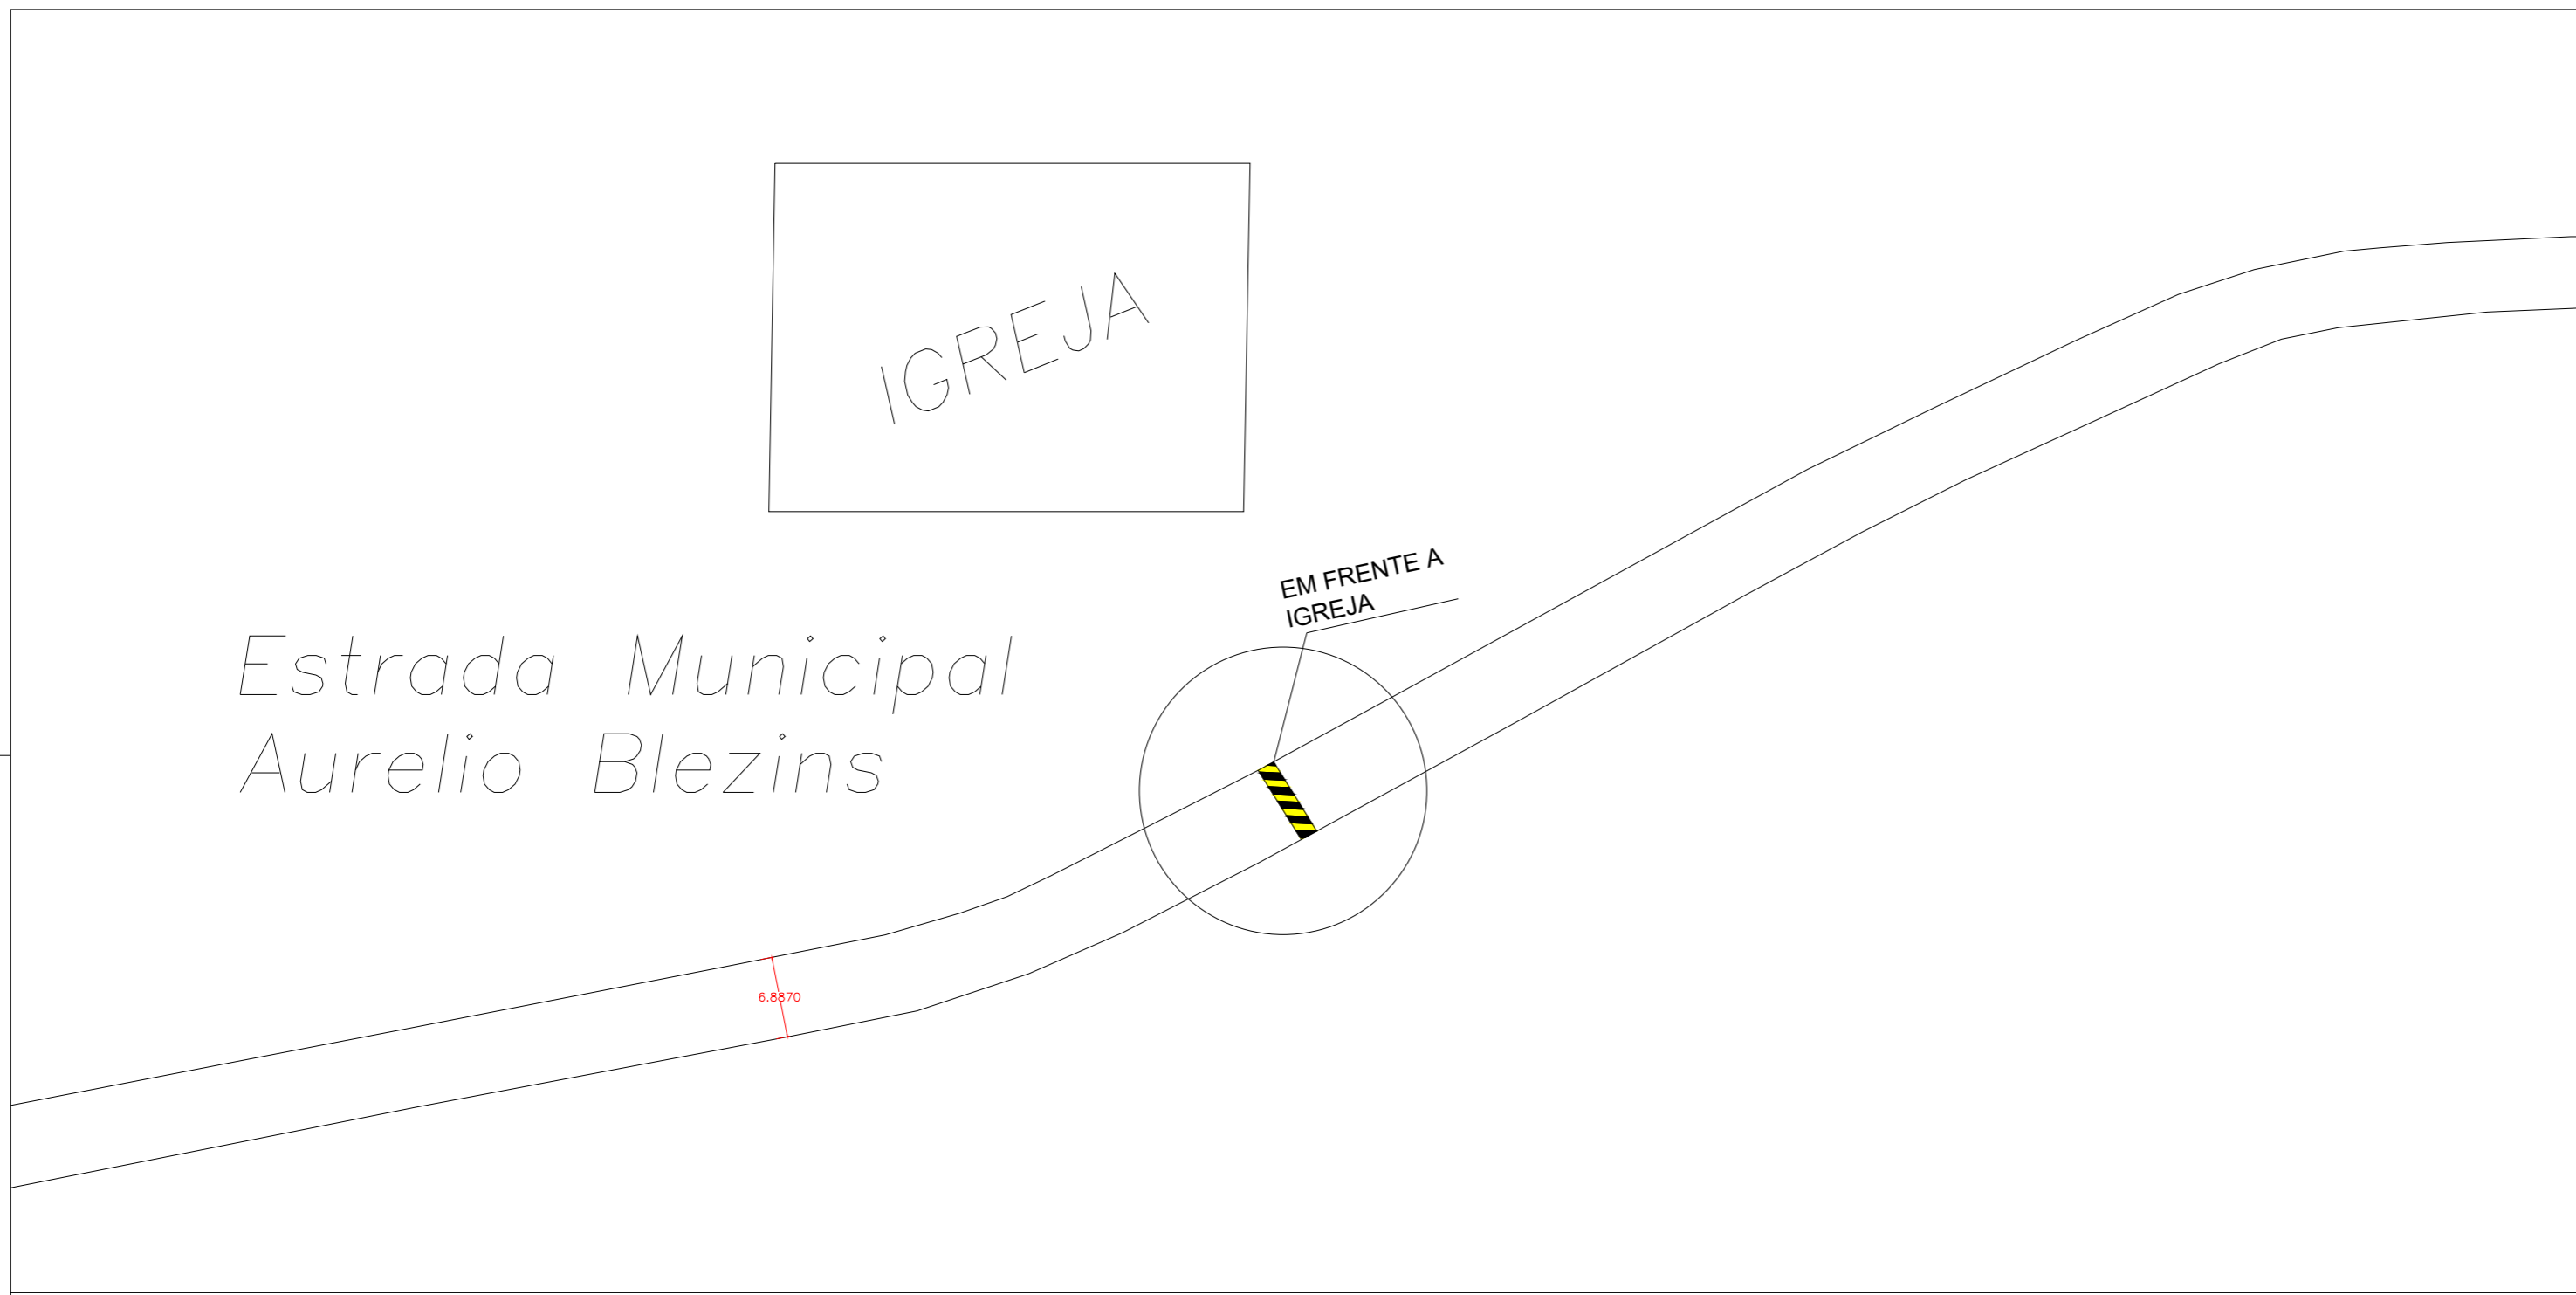 IGREJA
EM FRENTE A
IGREJA
Estrada Municipal
Aurelio Blezins
6.8870